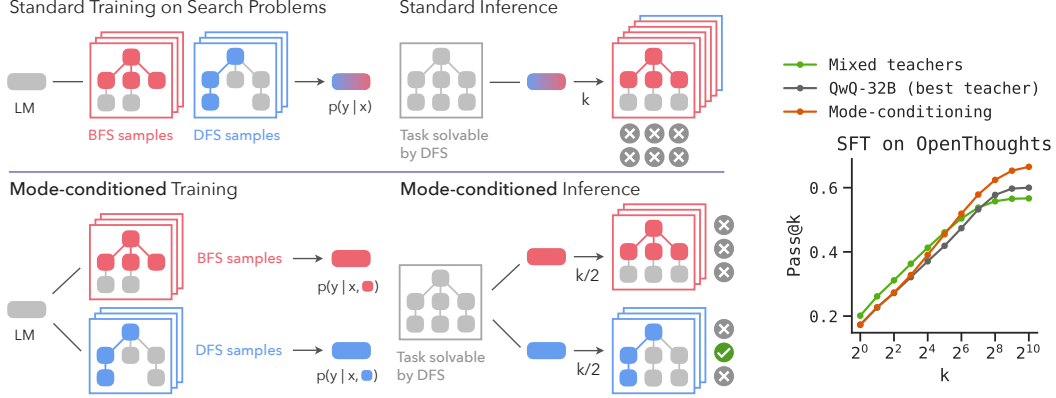 Standard Training on Search Problems
LM
BFS samples
DFS samples
p(y | x)
Standard Inference
Task solvable
by DFS
k
Mode-conditioned Training
LM
BFS samples
p(y | x, )
DFS samples
p(y | x, )
Mode-conditioned Inference
Task solvable
by DFS
k/2
k/2
Mixed teachers
QwQ-32B (best teacher)
Mode-conditioning
SFT on OpenThoughts
Pass@k
0.6
0.4
0.2
2^0 2^2 2^4 2^6 2^8 2^10
k